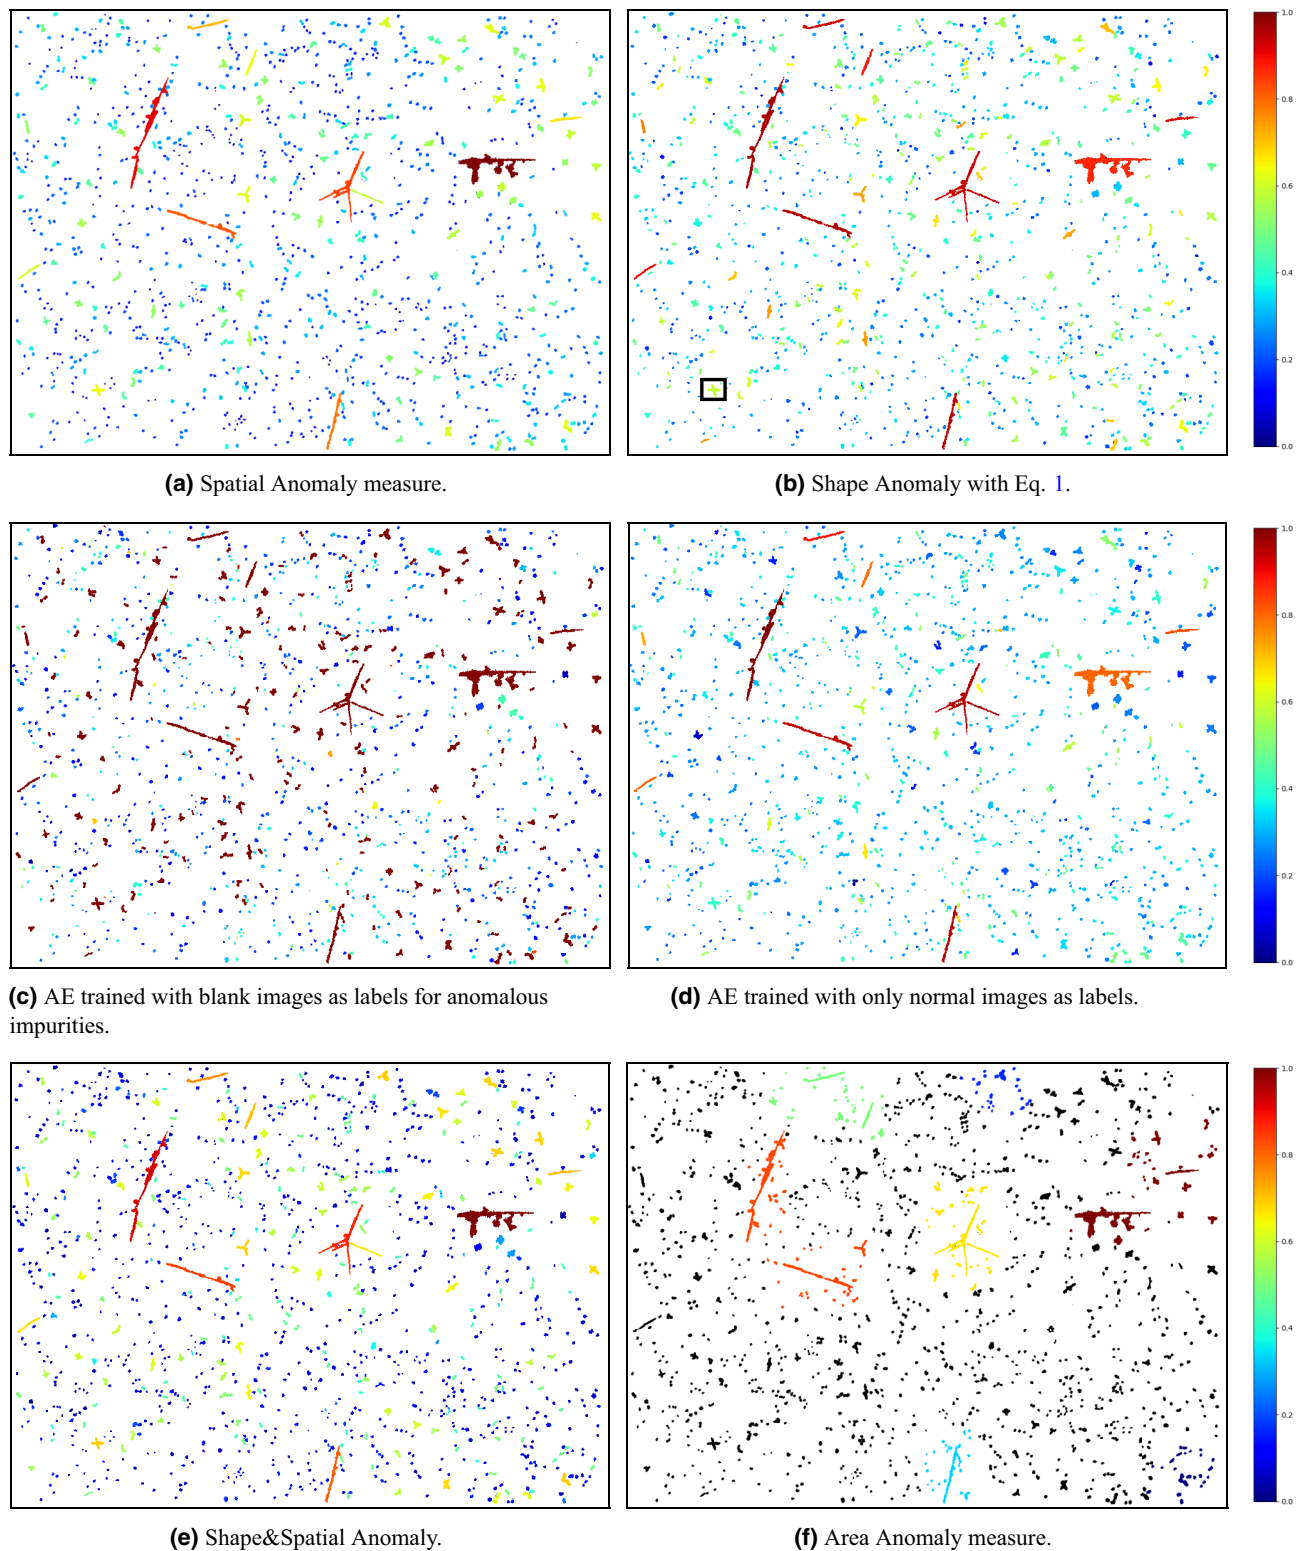 1.0
0.8
0.6
0.4
0.2
0.0
(a) Spatial Anomaly measure.
(b) Shape Anomaly with Eq. 1.
1.0
0.8
0.6
0.4
0.2
0.0
(c) AE trained with blank images as labels for anomalous
impurities.
(d) AE trained with only normal images as labels.
1.0
0.8
0.6
0.4
0.2
0.0
(e) Shape&Spatial Anomaly.
(f) Area Anomaly measure.